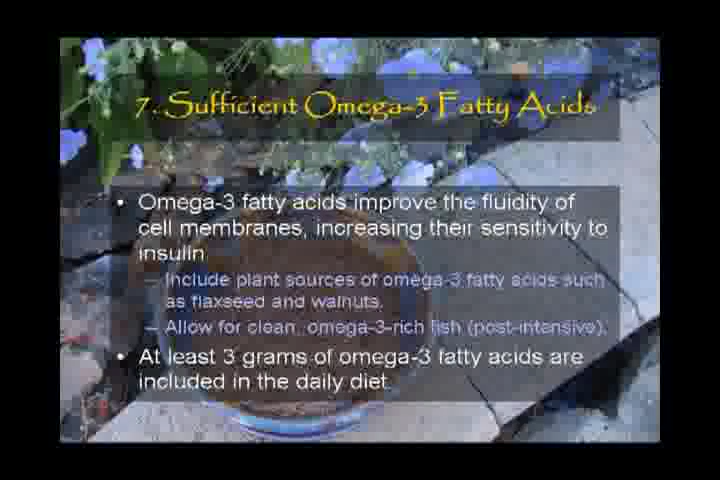 7. Sufficient Omega-3 Fatty Acids
• Omega-3 fatty acids improve the fluidity of
cell membranes, increasing their sensitivity to
insulin
– Include plant sources of omega-3 fatty acids such
as flaxseed and walnuts.
– Allow for clean, omega-3-rich fish (post-intensive).
• At least 3 grams of omega-3 fatty acids are
included in the daily diet